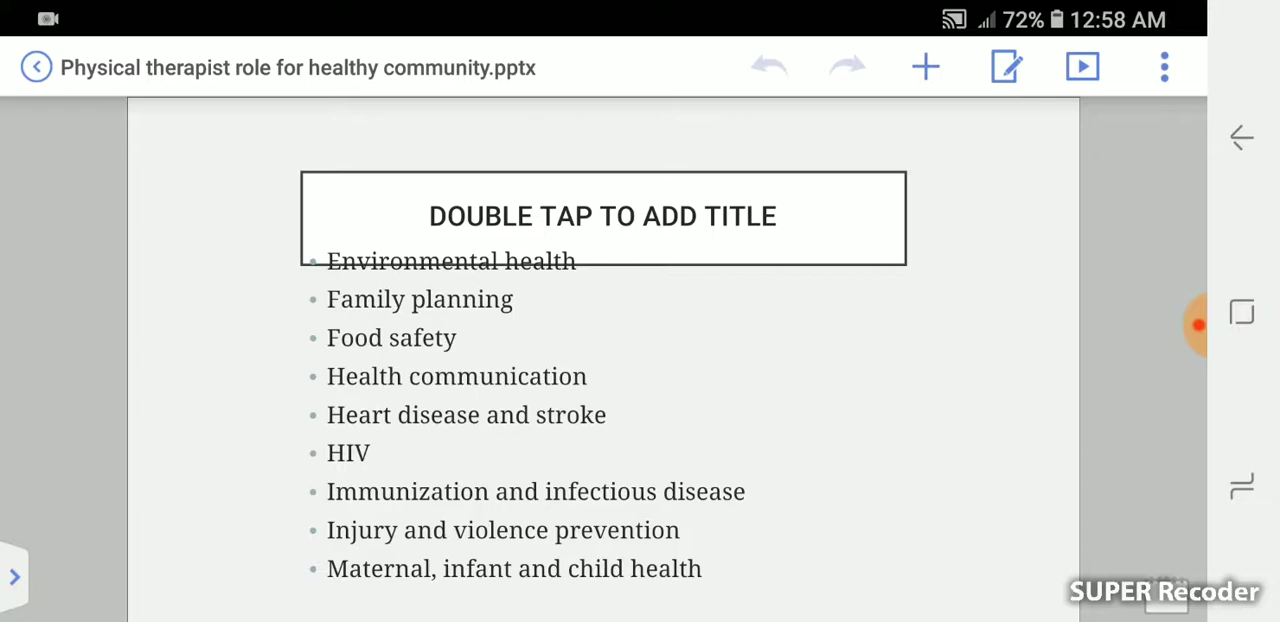 72% 12:58 AM
Physical therapist role for healthy community.pptx
DOUBLE TAP TO ADD TITLE
• Environmental health
• Family planning
• Food safety
• Health communication
• Heart disease and stroke
• HIV
• Immunization and infectious disease
• Injury and violence prevention
• Maternal, infant and child health
SUPER Recoder